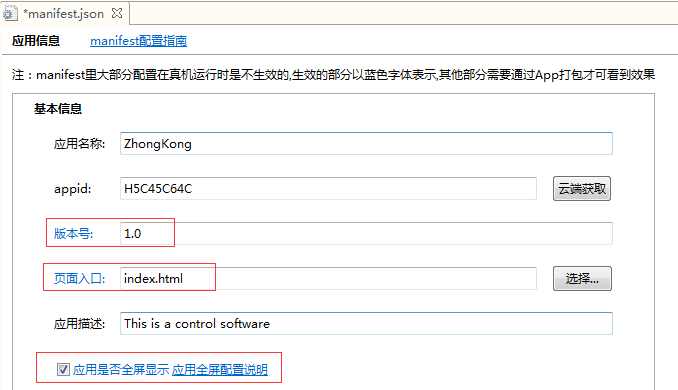 *manifest.json
应用信息 manifest配置指南
注：manifest里大部分配置在真机运行时是不生效的,生效的部分以蓝色字体表示,其他部分需要通过App打包才可看到效果
基本信息
应用名称: ZhongKong
appid: H5C45C64C 云端获取
版本号: 1.0
页面入口: index.html 选择...
应用描述: This is a control software
应用是否全屏显示 应用全屏配置说明